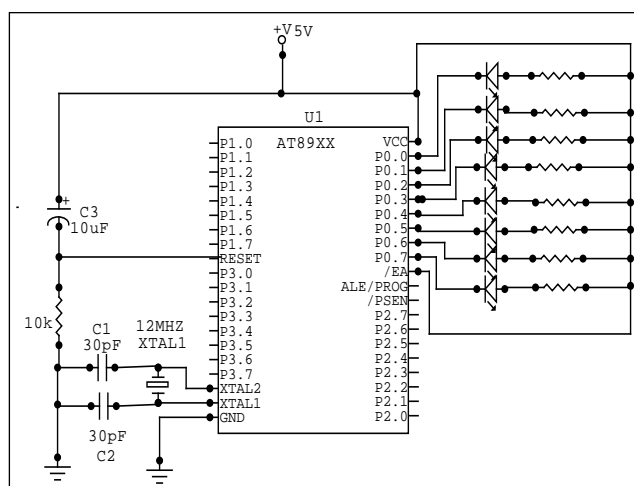 +V 5V
U1
AT89XX
P1.0
P1.1
P1.2
P1.3
P1.4
P1.5
P1.6
P1.7
RESET
P3.0
P3.1
P3.2
P3.3
P3.4
P3.5
P3.6
P3.7
XTAL2
XTAL1
GND
VCC
P0.0
P0.1
P0.2
P0.3
P0.4
P0.5
P0.6
P0.7
/EA
ALE/PROG
/PSEN
P2.7
P2.6
P2.5
P2.4
P2.3
P2.2
P2.1
P2.0
+
C3
10uF
10k
C1
30pF
12MHZ
XTAL1
30pF
C2